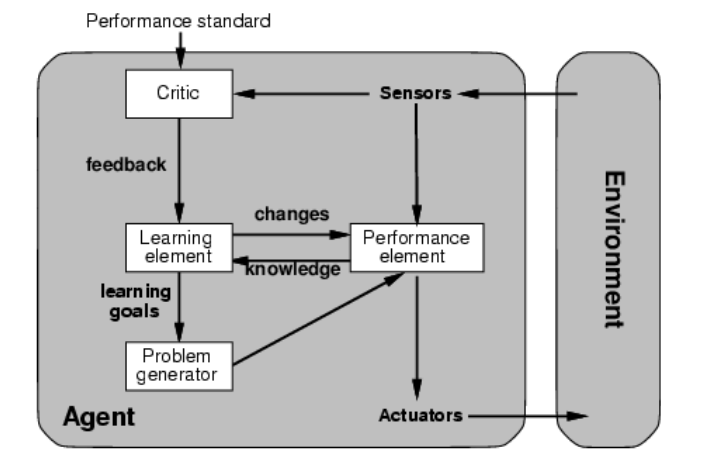 Performance standard
Critic
Sensors
feedback
changes
Learning
element
Performance
element
knowledge
learning
goals
Problem
generator
Agent
Actuators
Environment